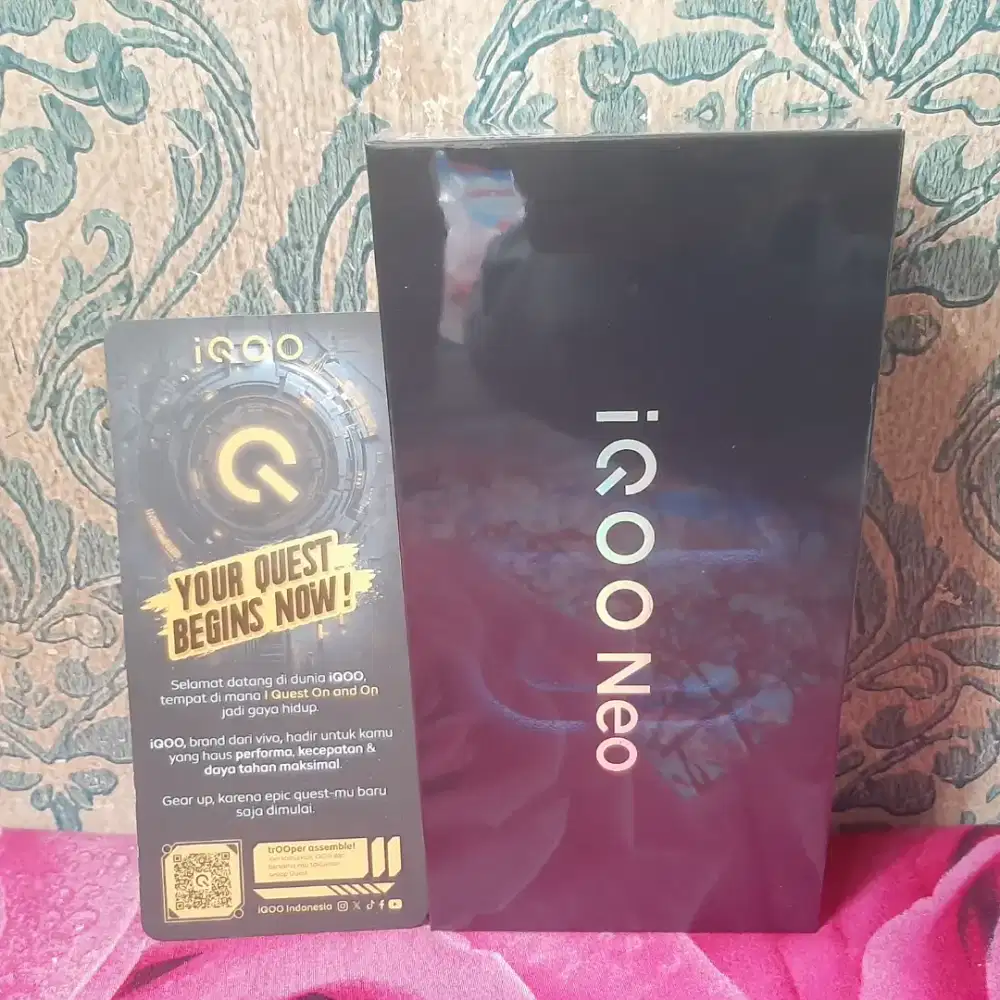 iQOO
YOUR QUEST
BEGINS NOW!
Selamat datang di dunia iQOO,
tempat di mana I Quest On and On
jadi gaya hidup.
iQOO, brand dari vivo, hadir untuk kamu
yang haus performa, kecepatan &
daya tahan maksimal.
Gear up, karena epic quest-mu baru
saja dimulai.
trOOper assemble!
iQOO Indonesia
iQOO Neo